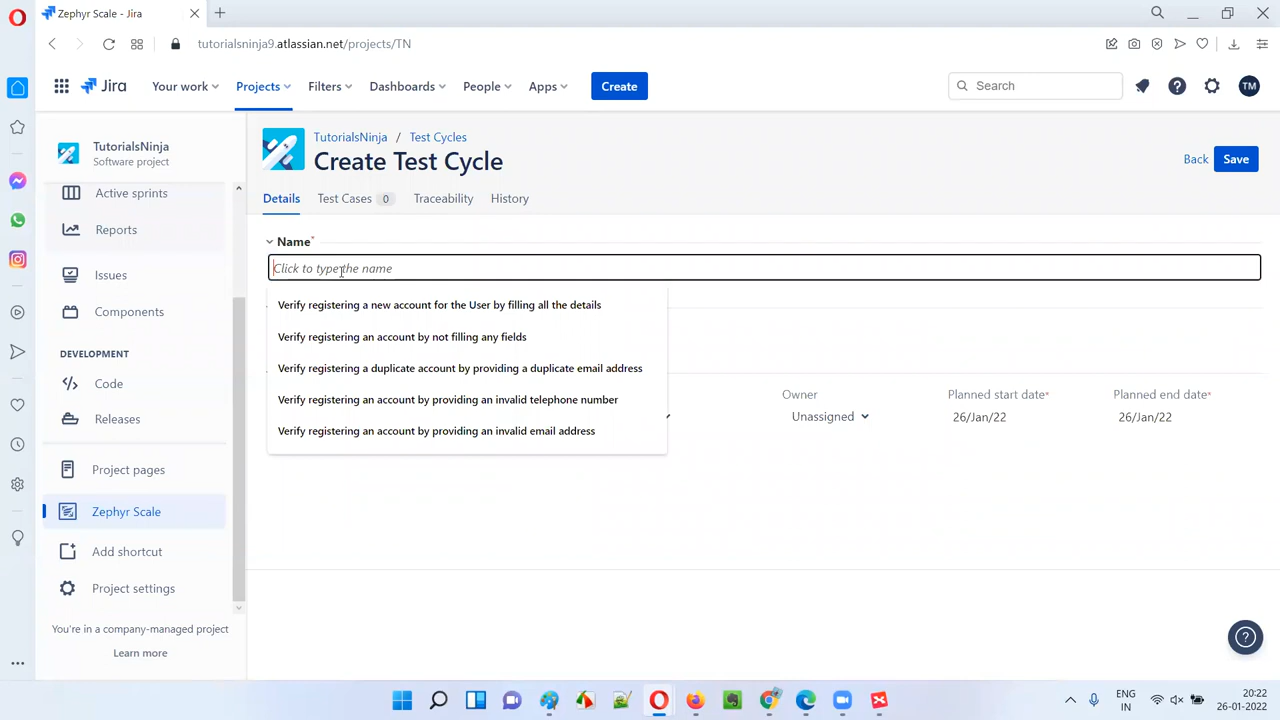 Zephyr Scale - Jira
tutorialsninja9.atlassian.net/projects/TN
Jira
Your work
Projects
Filters
Dashboards
People
Apps
Create
Search
TM
TutorialsNinja
Software project
Active sprints
Reports
Issues
Components
DEVELOPMENT
Code
Releases
Project pages
Zephyr Scale
Add shortcut
Project settings
You're in a company-managed project
Learn more
TutorialsNinja / Test Cycles
Create Test Cycle
Back
Save
Details
Test Cases 0
Traceability
History
Name*
Click to type the name
Verify registering a new account for the User by filling all the details
Verify registering an account by not filling any fields
Verify registering a duplicate account by providing a duplicate email address
Verify registering an account by providing an invalid telephone number
Verify registering an account by providing an invalid email address
Owner
Unassigned
Planned start date*
26/Jan/22
Planned end date*
26/Jan/22
ENG
IN
20:22
26-01-2022